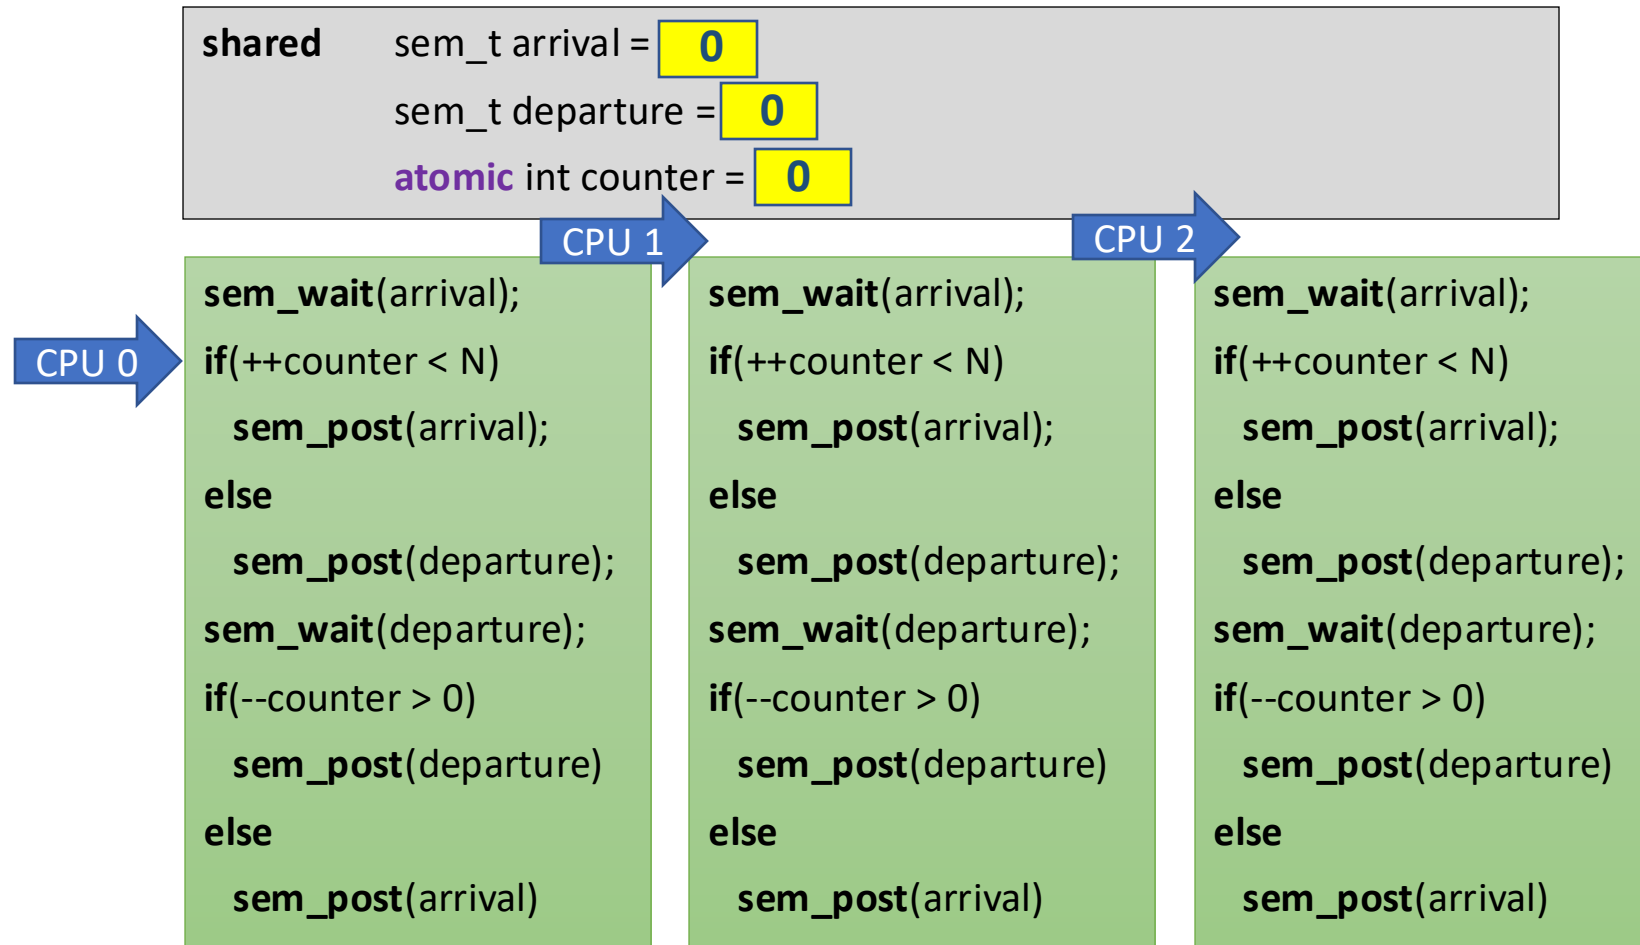 shared sem_t arrival = 0
sem_t departure = 0
atomic int counter = 0
CPU 1
CPU 2
CPU 0
sem_wait(arrival);
if(++counter < N)
sem_post(arrival);
else
sem_post(departure);
sem_wait(departure);
if(--counter > 0)
sem_post(departure)
else
sem_post(arrival)
sem_wait(arrival);
if(++counter < N)
sem_post(arrival);
else
sem_post(departure);
sem_wait(departure);
if(--counter > 0)
sem_post(departure)
else
sem_post(arrival)
sem_wait(arrival);
if(++counter < N)
sem_post(arrival);
else
sem_post(departure);
sem_wait(departure);
if(--counter > 0)
sem_post(departure)
else
sem_post(arrival)